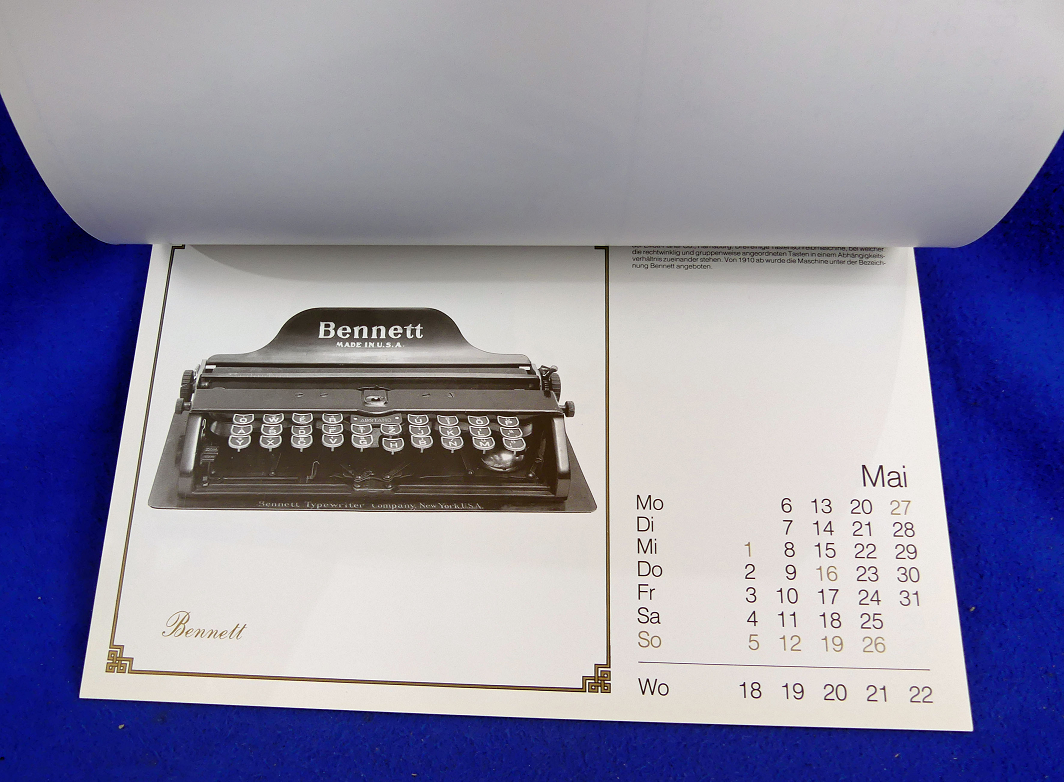 die rechtwinklig und gruppenweise angeordneten Tasten in einem Abhängigkeits-
verhältnis zueinander stehen. Von 1910 ab wurde die Maschine unter der Bezeich-
nung Bennett angeboten.
Bennett
MADE IN U.S.A.
Bennett Typewriter Company, New York, U.S.A.
Bennett
Mai
Mo 6 13 20 27
Di 7 14 21 28
Mi 1 8 15 22 29
Do 2 9 16 23 30
Fr 3 10 17 24 31
Sa 4 11 18 25
So 5 12 19 26
Wo 18 19 20 21 22